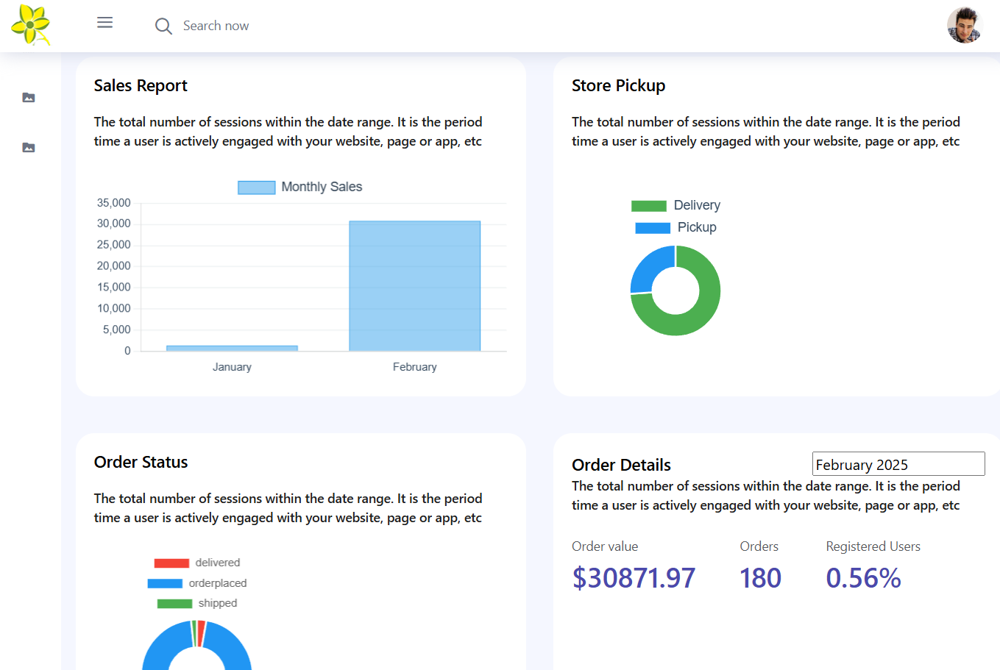 Search now
Sales Report
The total number of sessions within the date range. It is the period
time a user is actively engaged with your website, page or app, etc
Monthly Sales
35,000
30,000
25,000
20,000
15,000
10,000
5,000
0
January
February
Store Pickup
The total number of sessions within the date range. It is the period
time a user is actively engaged with your website, page or app, etc
Delivery
Pickup
Order Status
The total number of sessions within the date range. It is the period
time a user is actively engaged with your website, page or app, etc
delivered
orderplaced
shipped
Order Details
February 2025
The total number of sessions within the date range. It is the period
time a user is actively engaged with your website, page or app, etc
Order value
$30871.97
Orders
180
Registered Users
0.56%